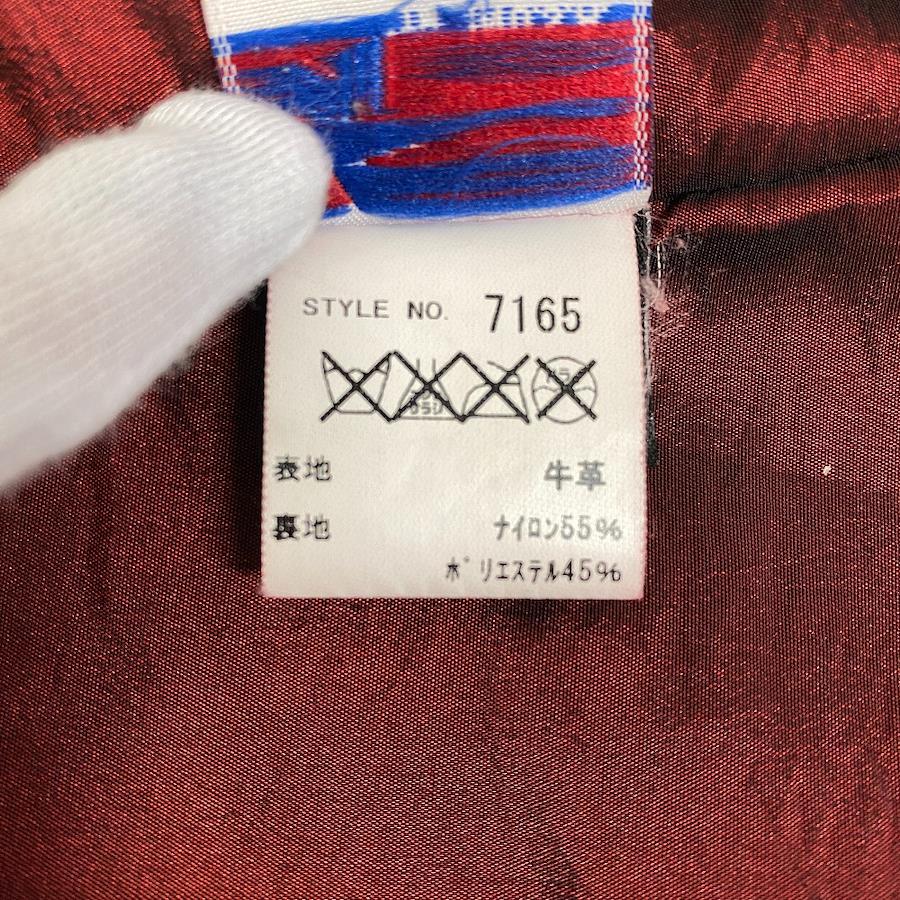 STYLE NO. 7165
表地 牛革
裏地 ナイロン55%
ポリエステル45%